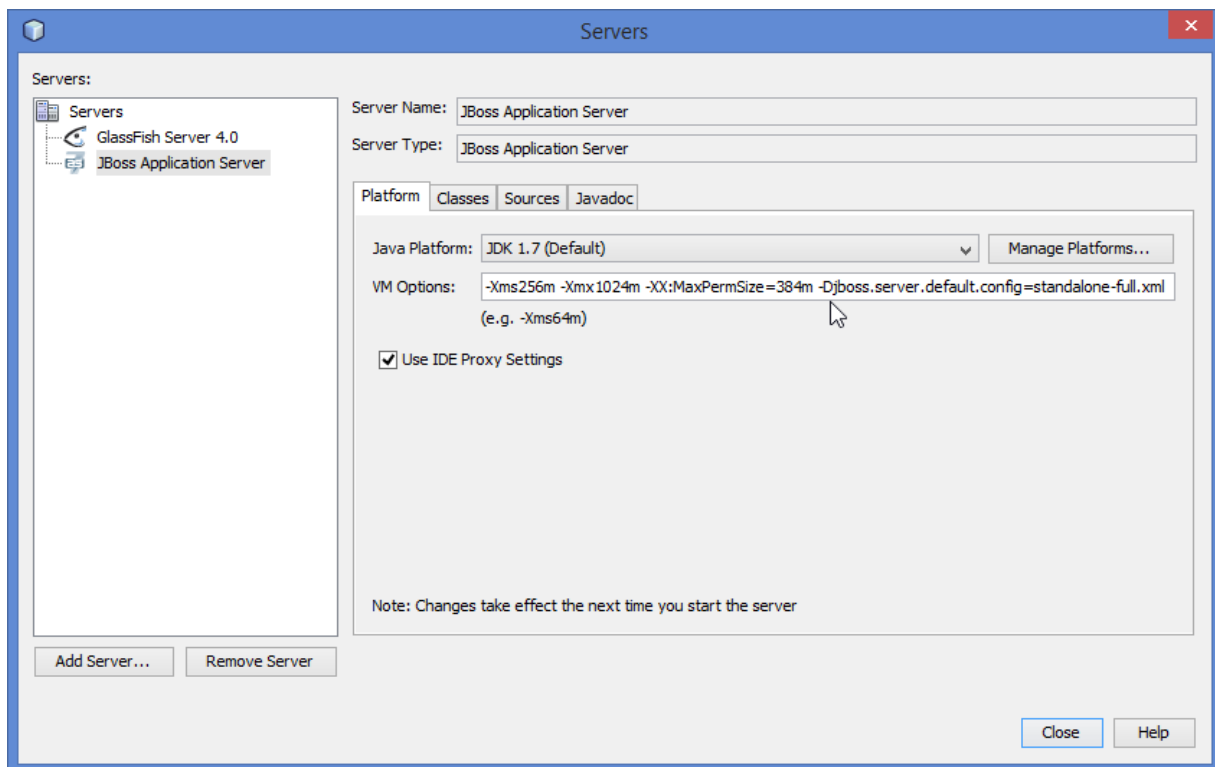 Servers
Servers:
Servers
GlassFish Server 4.0
JBoss Application Server
Add Server...
Remove Server
Server Name: JBoss Application Server
Server Type: JBoss Application Server
Platform Classes Sources Javadoc
Java Platform: JDK 1.7 (Default) Manage Platforms...
VM Options: -Xms256m -Xmx1024m -XX:MaxPermSize=384m -Djboss.server.default.config=standalone-full.xml
(e.g. -Xms64m)
Use IDE Proxy Settings
Note: Changes take effect the next time you start the server
Close Help